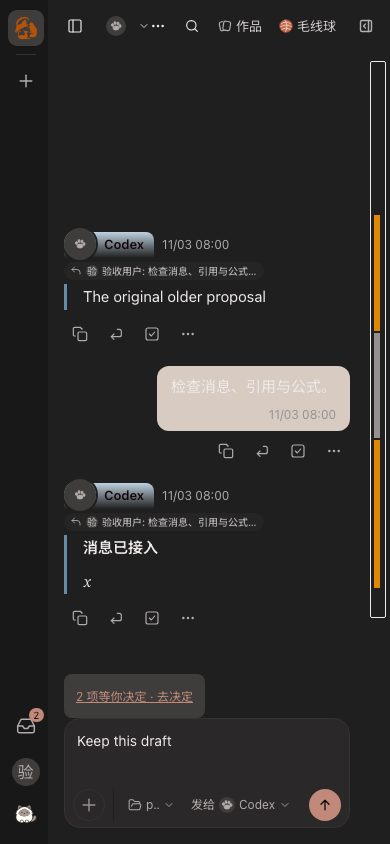 作品
毛线球
Codex 11/03 08:00
验 验收用户: 检查消息、引用与公式...
The original older proposal
检查消息、引用与公式。
11/03 08:00
Codex 11/03 08:00
验 验收用户: 检查消息、引用与公式...
消息已接入
x
2 项等你决定 · 去决定
Keep this draft
p.. 发给 Codex
2
验